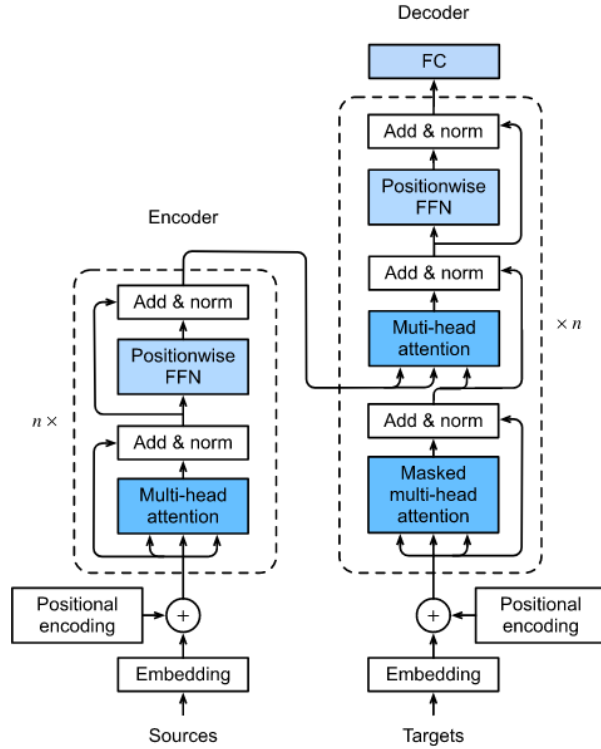 Decoder
FC
Add & norm
Positionwise
FFN
Add & norm
Muti-head
attention
× n
Add & norm
Masked
multi-head
attention
Encoder
Add & norm
Positionwise
FFN
n ×
Add & norm
Multi-head
attention
Positional
encoding
+
Embedding
Sources
+
Positional
encoding
Embedding
Targets